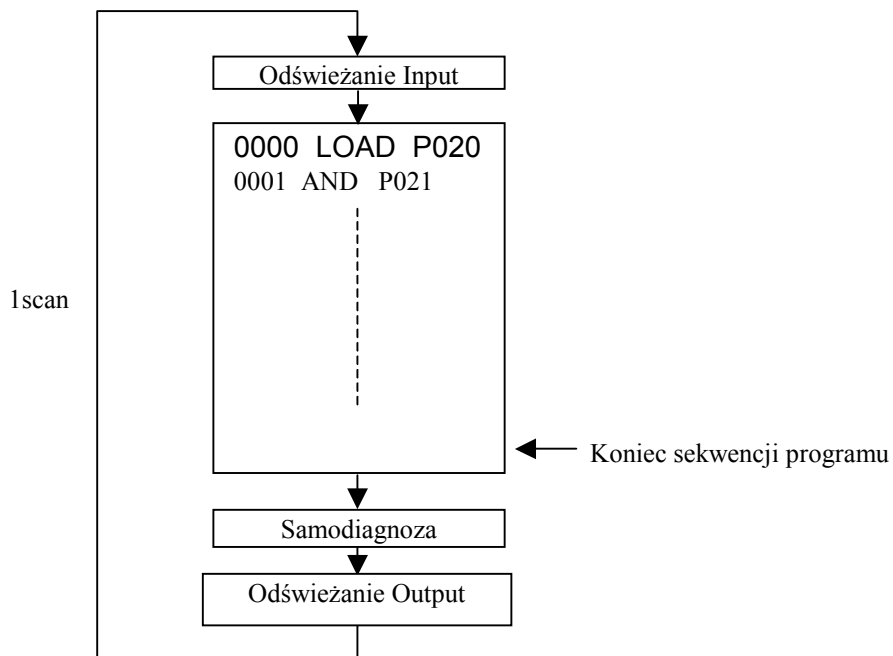 Odświeżanie Input
0000 LOAD P020
0001 AND P021
1scan
Koniec sekwencji programu
Samodiagnoza
Odświeżanie Output